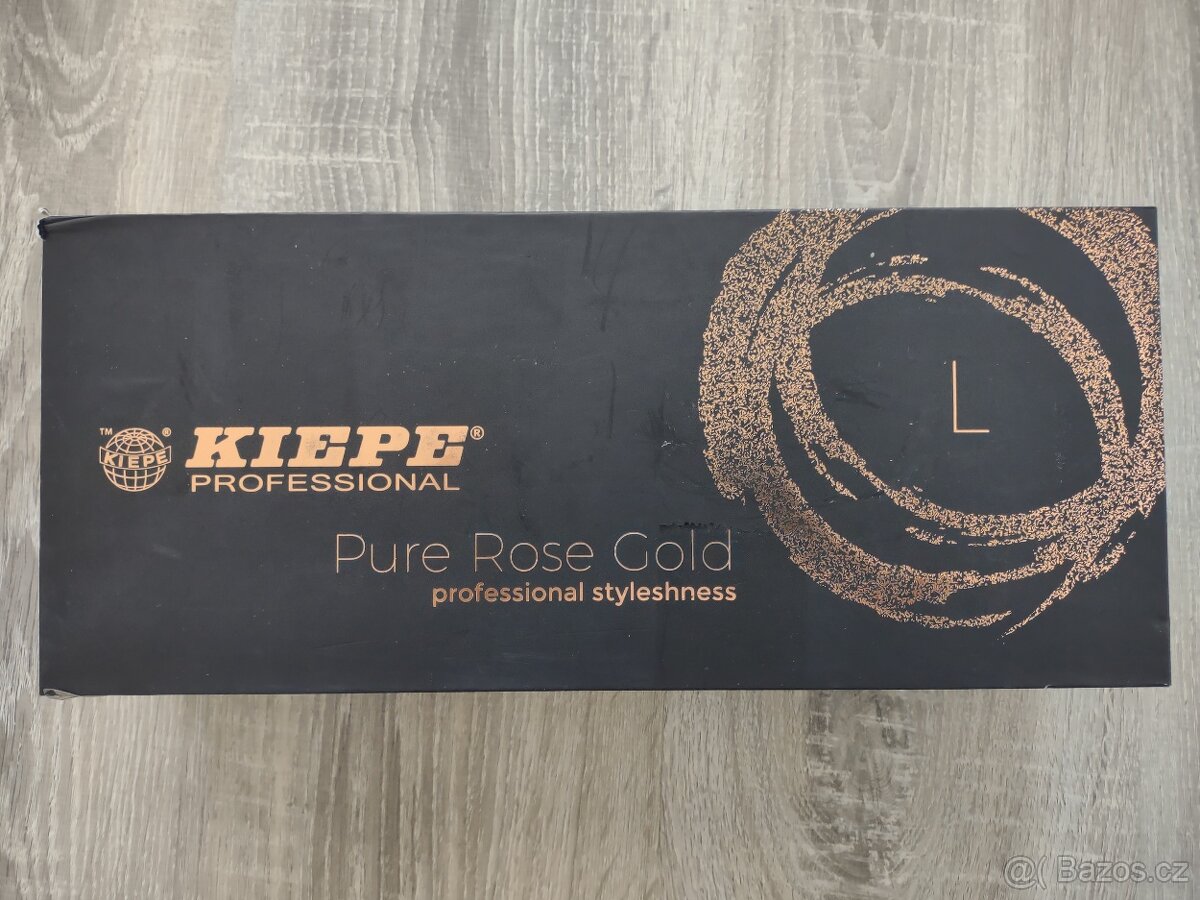 L
TM ®
KIEPE
KIEPE®
PROFESSIONAL
Pure Rose Gold
professional styleshness
@( Bazos.cz